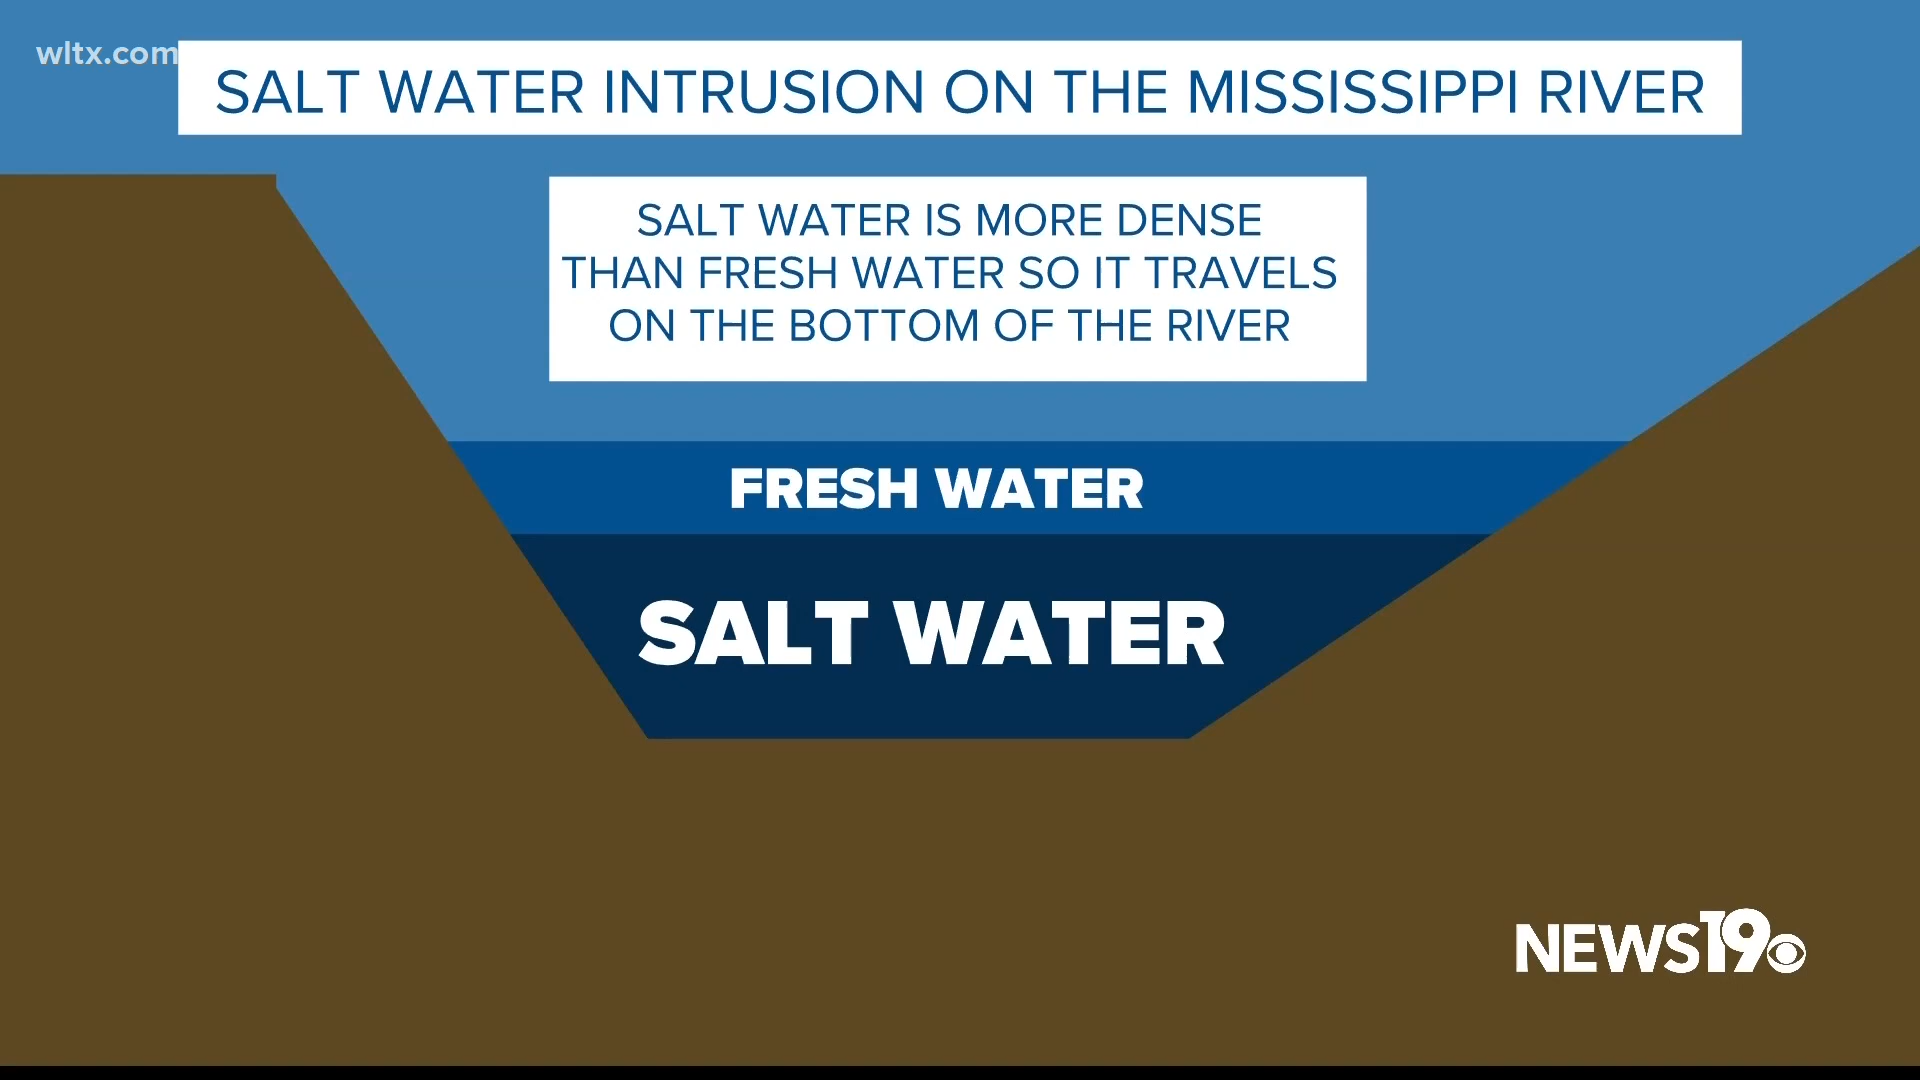 wltx.com
SALT WATER INTRUSION ON THE MISSISSIPPI RIVER
SALT WATER IS MORE DENSE
THAN FRESH WATER SO IT TRAVELS
ON THE BOTTOM OF THE RIVER
FRESH WATER
SALT WATER
NEWS19